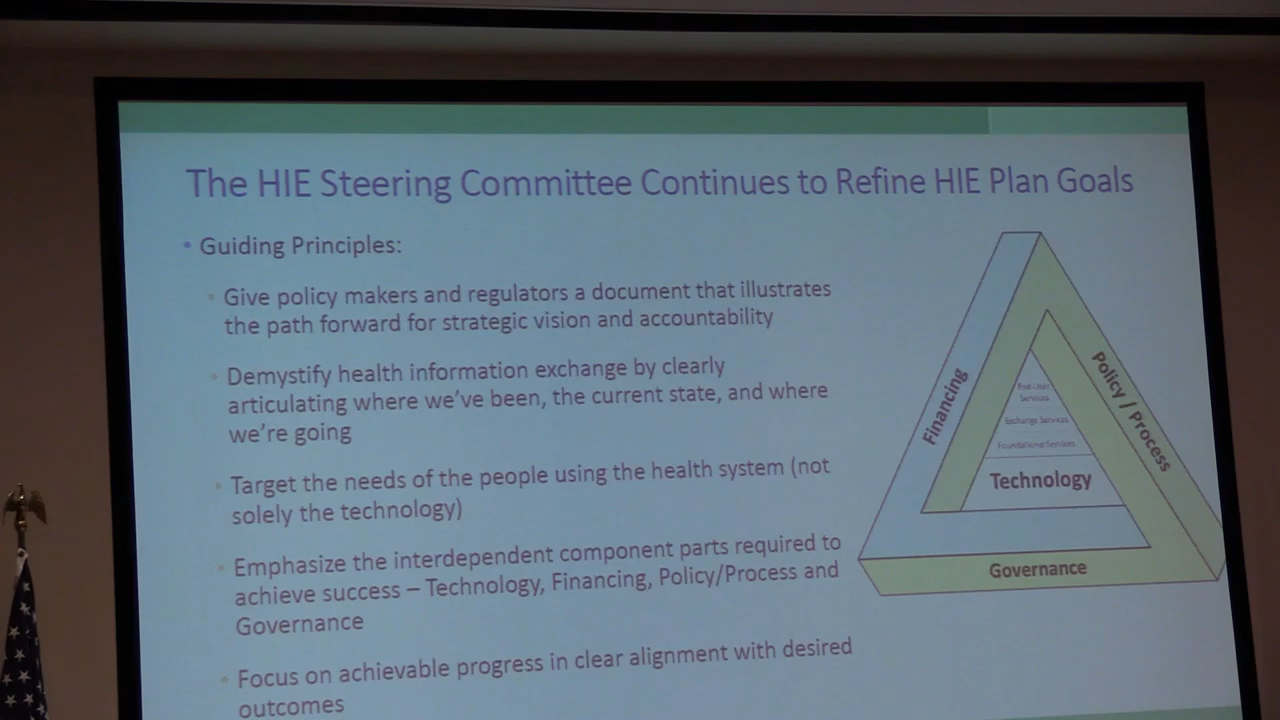 The HIE Steering Committee Continues to Refine HIE Plan Goals
• Guiding Principles:
• Give policy makers and regulators a document that illustrates
the path forward for strategic vision and accountability
• Demystify health information exchange by clearly
articulating where we've been, the current state, and where
we're going
• Target the needs of the people using the health system (not
solely the technology)
• Emphasize the interdependent component parts required to
achieve success – Technology, Financing, Policy/Process and
Governance
• Focus on achievable progress in clear alignment with desired
outcomes
Financing
Policy / Process
End-User
Services
Exchange Services
Foundational Services
Technology
Governance